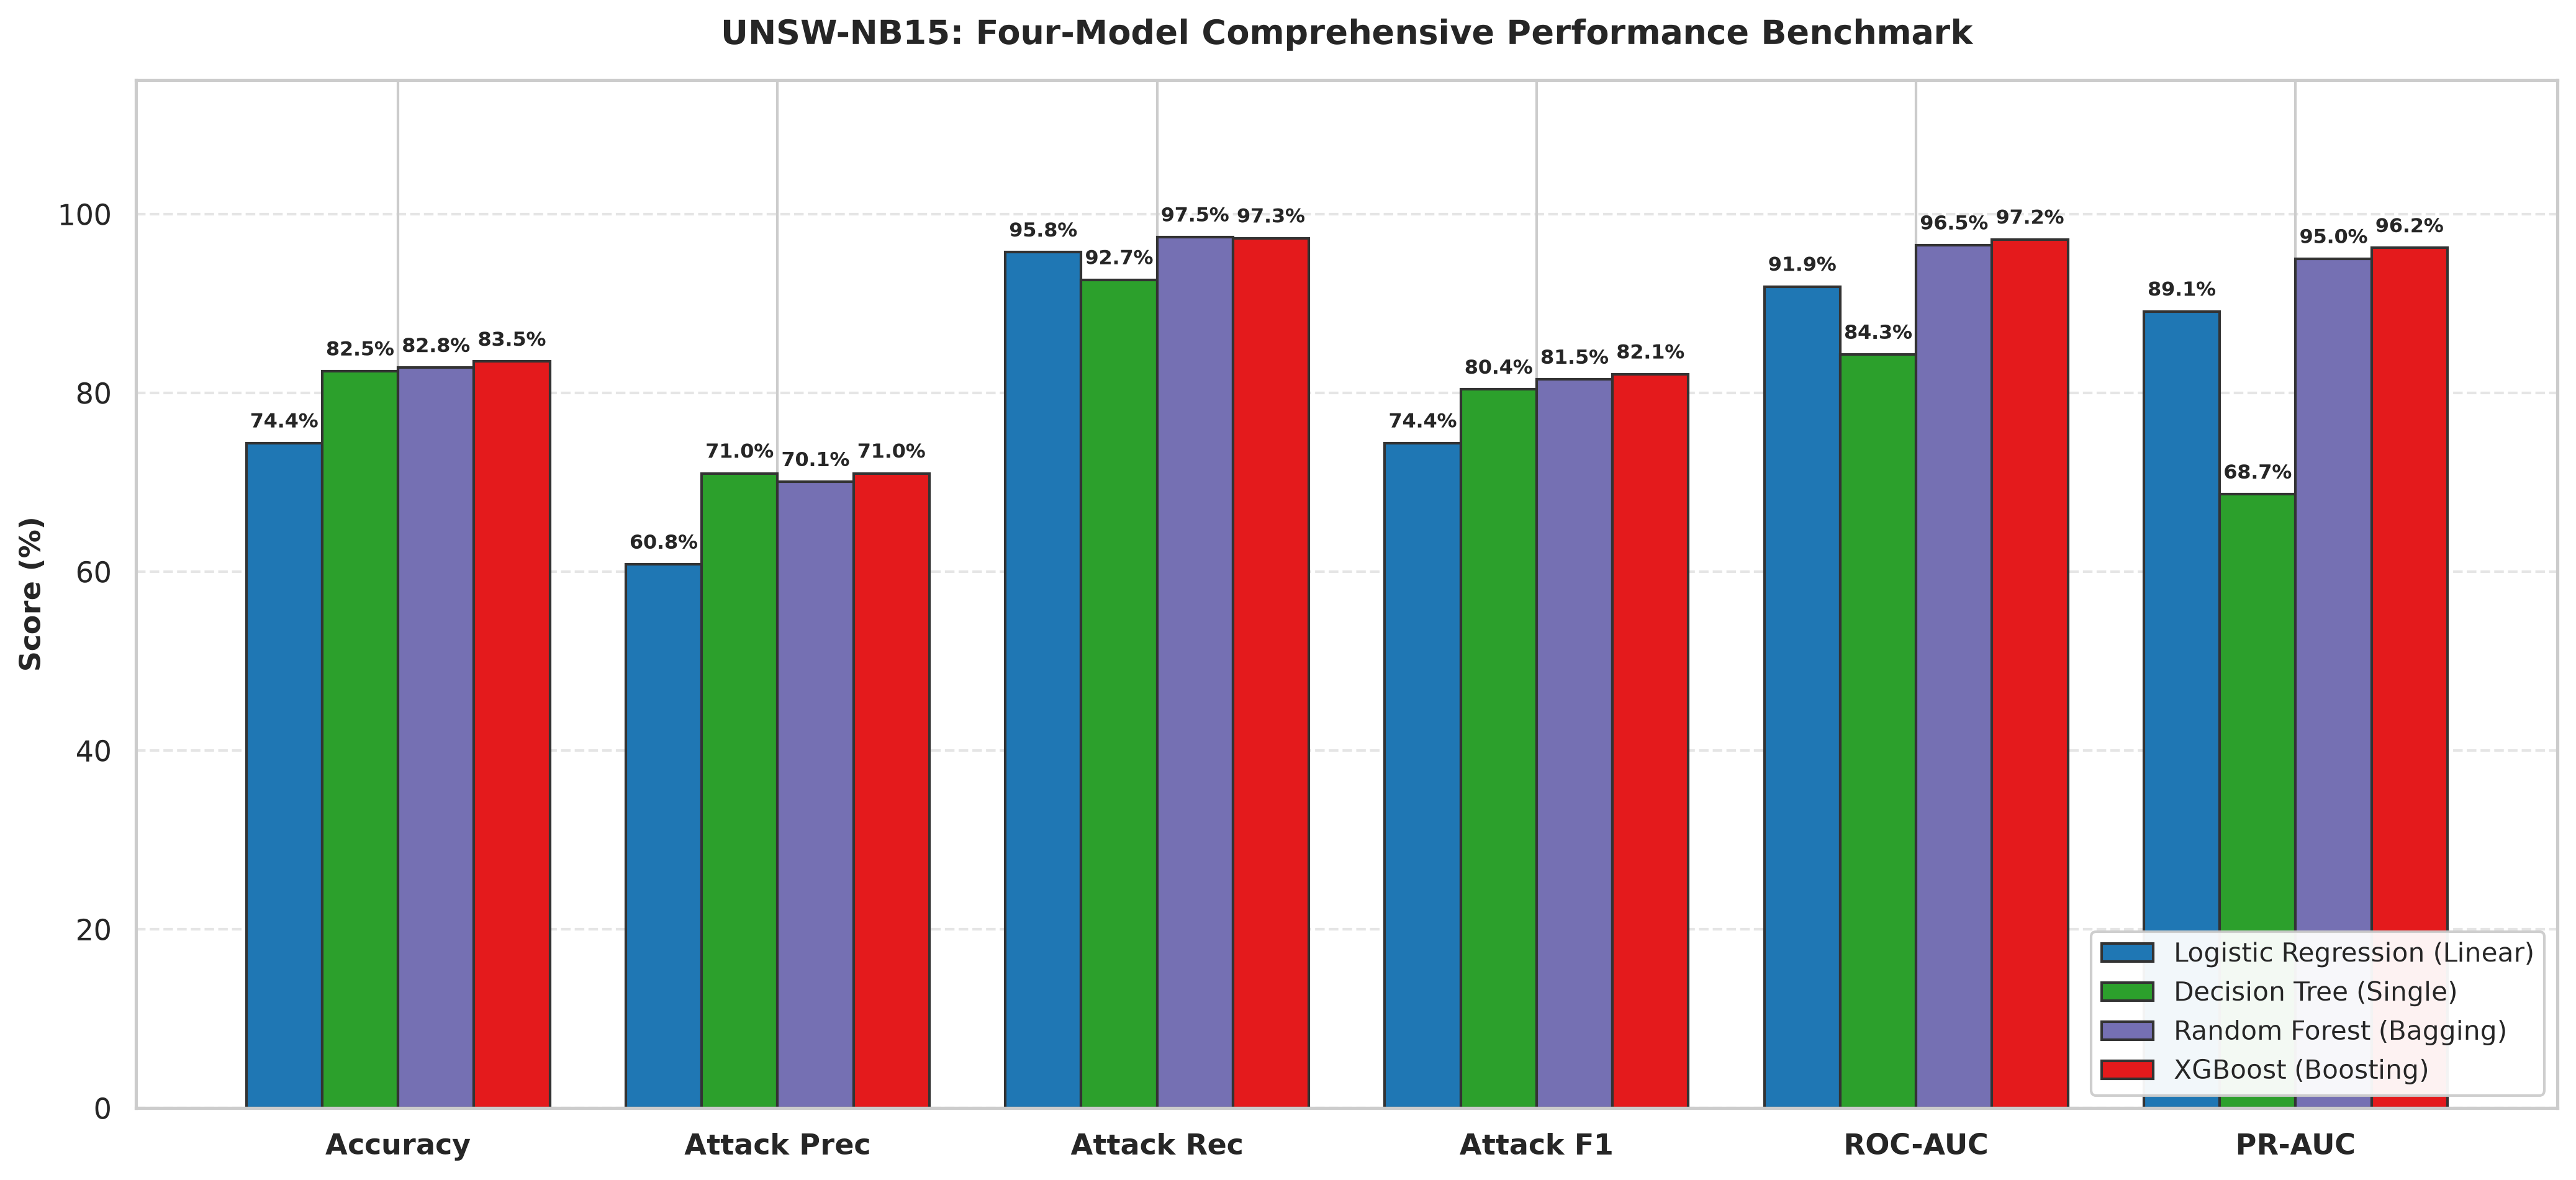 UNSW-NB15: Four-Model Comprehensive Performance Benchmark
Score (%)
100
80
60
40
20
0
74.4% 82.5% 82.8% 83.5%
60.8% 71.0% 70.1% 71.0%
95.8% 92.7% 97.5% 97.3%
74.4% 80.4% 81.5% 82.1%
91.9% 84.3% 96.5% 97.2%
89.1% 68.7% 95.0% 96.2%
Logistic Regression (Linear)
Decision Tree (Single)
Random Forest (Bagging)
XGBoost (Boosting)
Accuracy Attack Prec Attack Rec Attack F1 ROC-AUC PR-AUC